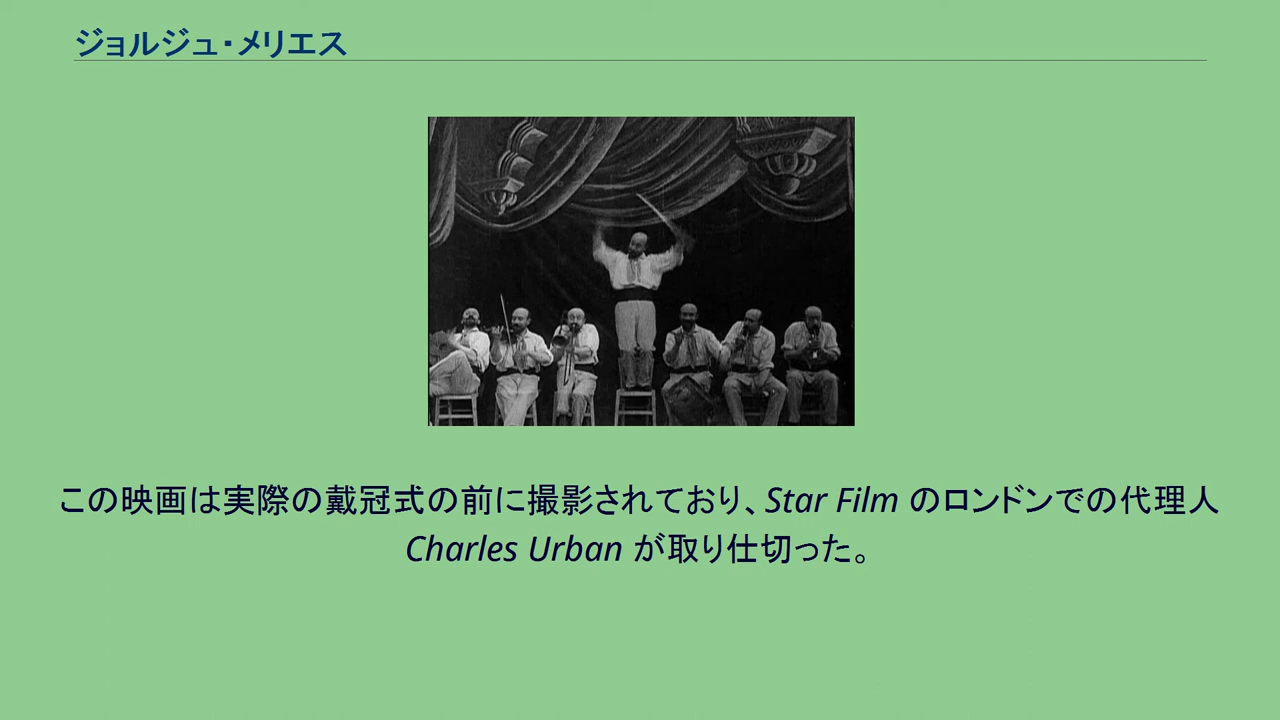 ジョルジュ・メリエス
この映画は実際の戴冠式の前に撮影されており、Star Film のロンドンでの代理人
Charles Urban が取り仕切った。